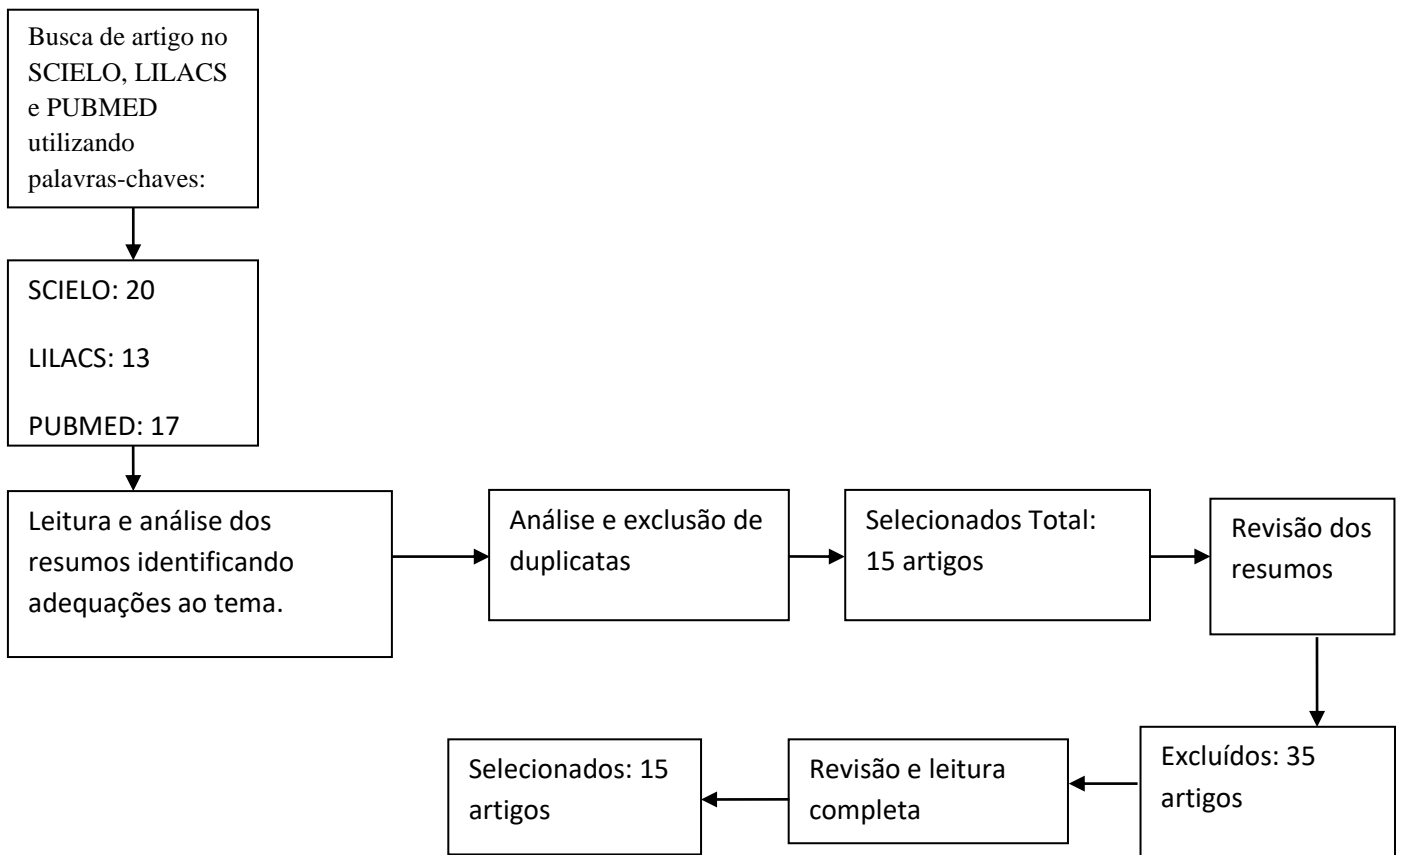 Busca de artigo no
SCIELO, LILACS
e PUBMED
utilizando
palavras-chaves:
SCIELO: 20
LILACS: 13
PUBMED: 17
Leitura e análise dos
resumos identificando
adequações ao tema.
Análise e exclusão de
duplicatas
Selecionados Total:
15 artigos
Revisão dos
resumos
Excluídos: 35
artigos
Revisão e leitura
completa
Selecionados: 15
artigos